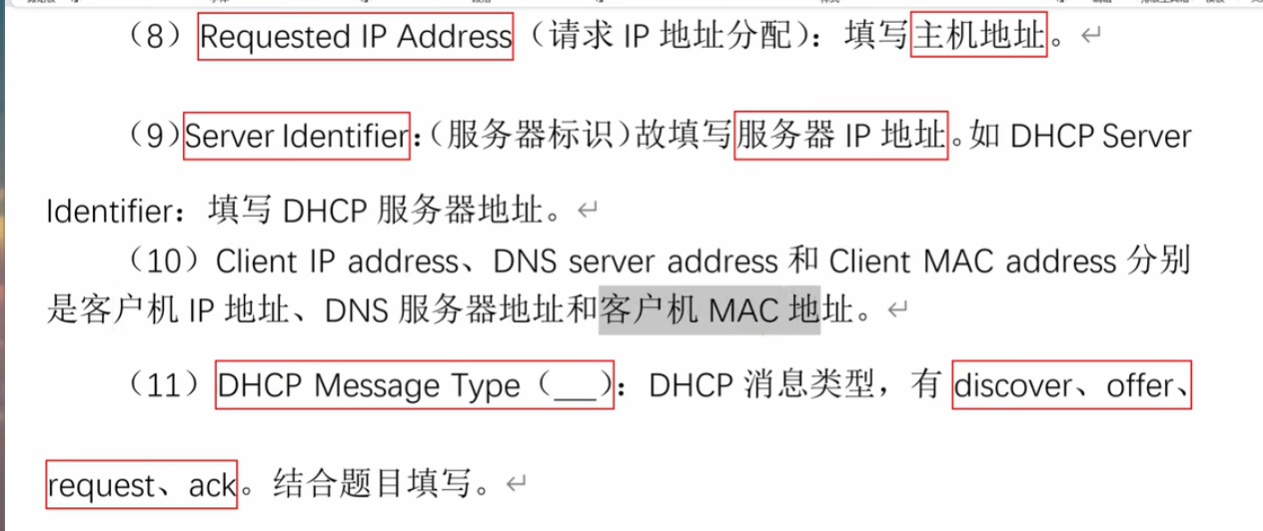 （8）Requested IP Address（请求 IP 地址分配）：填写主机地址。↵
（9）Server Identifier：（服务器标识）故填写服务器 IP 地址。如 DHCP Server
Identifier：填写 DHCP 服务器地址。↵
（10）Client IP address、DNS server address 和 Client MAC address 分别
是客户机 IP 地址、DNS 服务器地址和客户机 MAC 地址。↵
（11）DHCP Message Type（___）：DHCP 消息类型，有 discover、offer、
request、ack。结合题目填写。↵